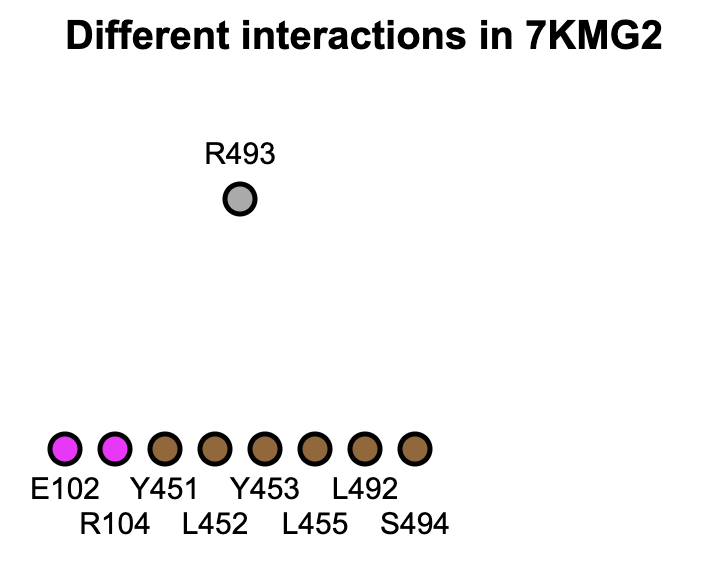 Different interactions in 7KMG2
R493
E102 Y451 Y453 L492
R104 L452 L455 S494